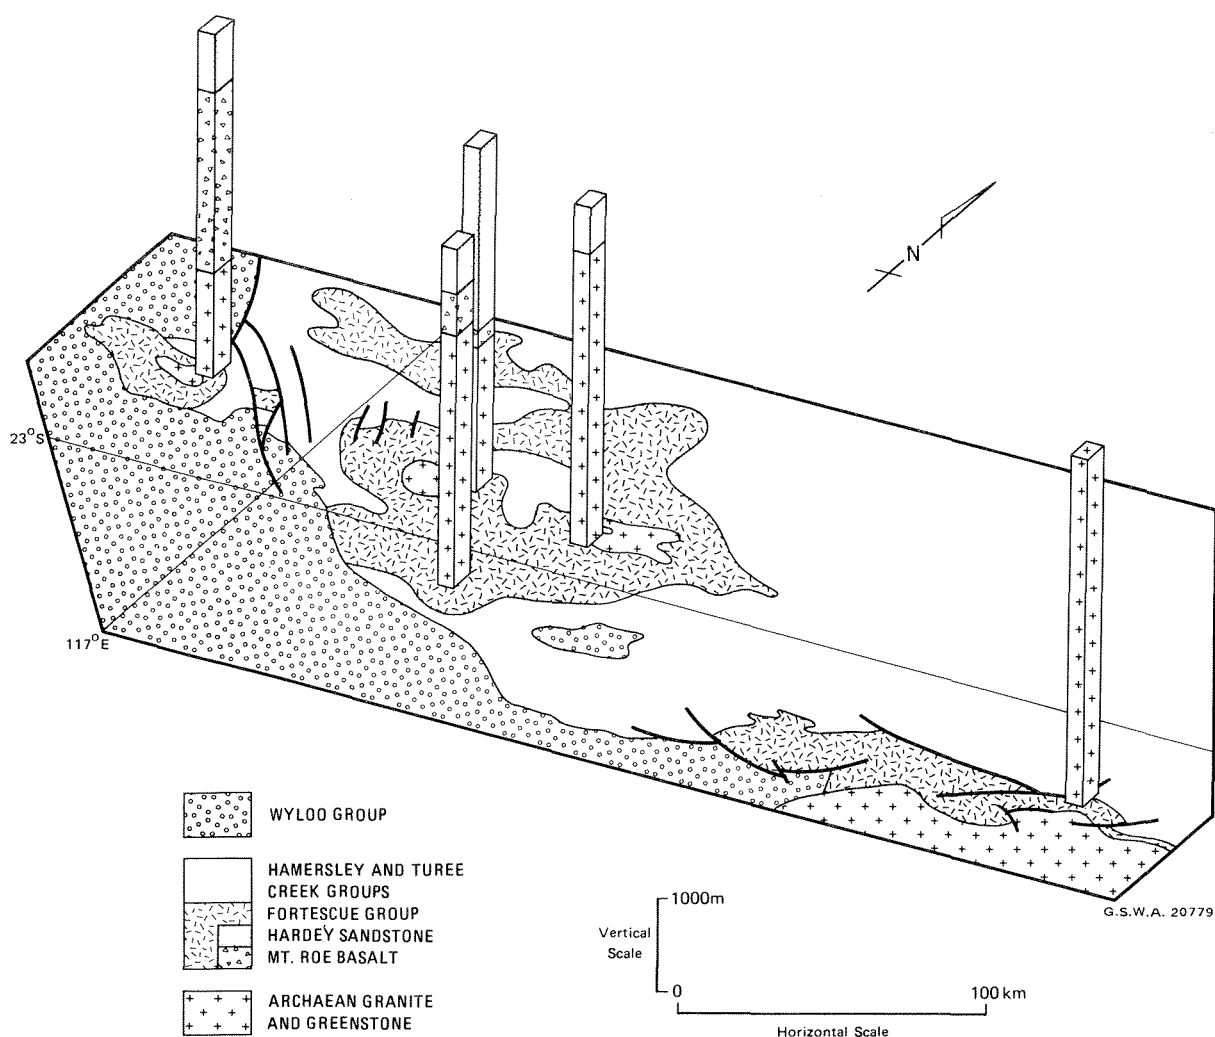 N
23°S
117°E
WYLOO GROUP
HAMERSLEY AND TUREE
CREEK GROUPS
FORTESCUE GROUP
HARDEY SANDSTONE
MT. ROE BASALT
ARCHAEAN GRANITE
AND GREENSTONE
1000m
Vertical
Scale
0
0
100 km
Horizontal Scale
G.S.W.A. 20779